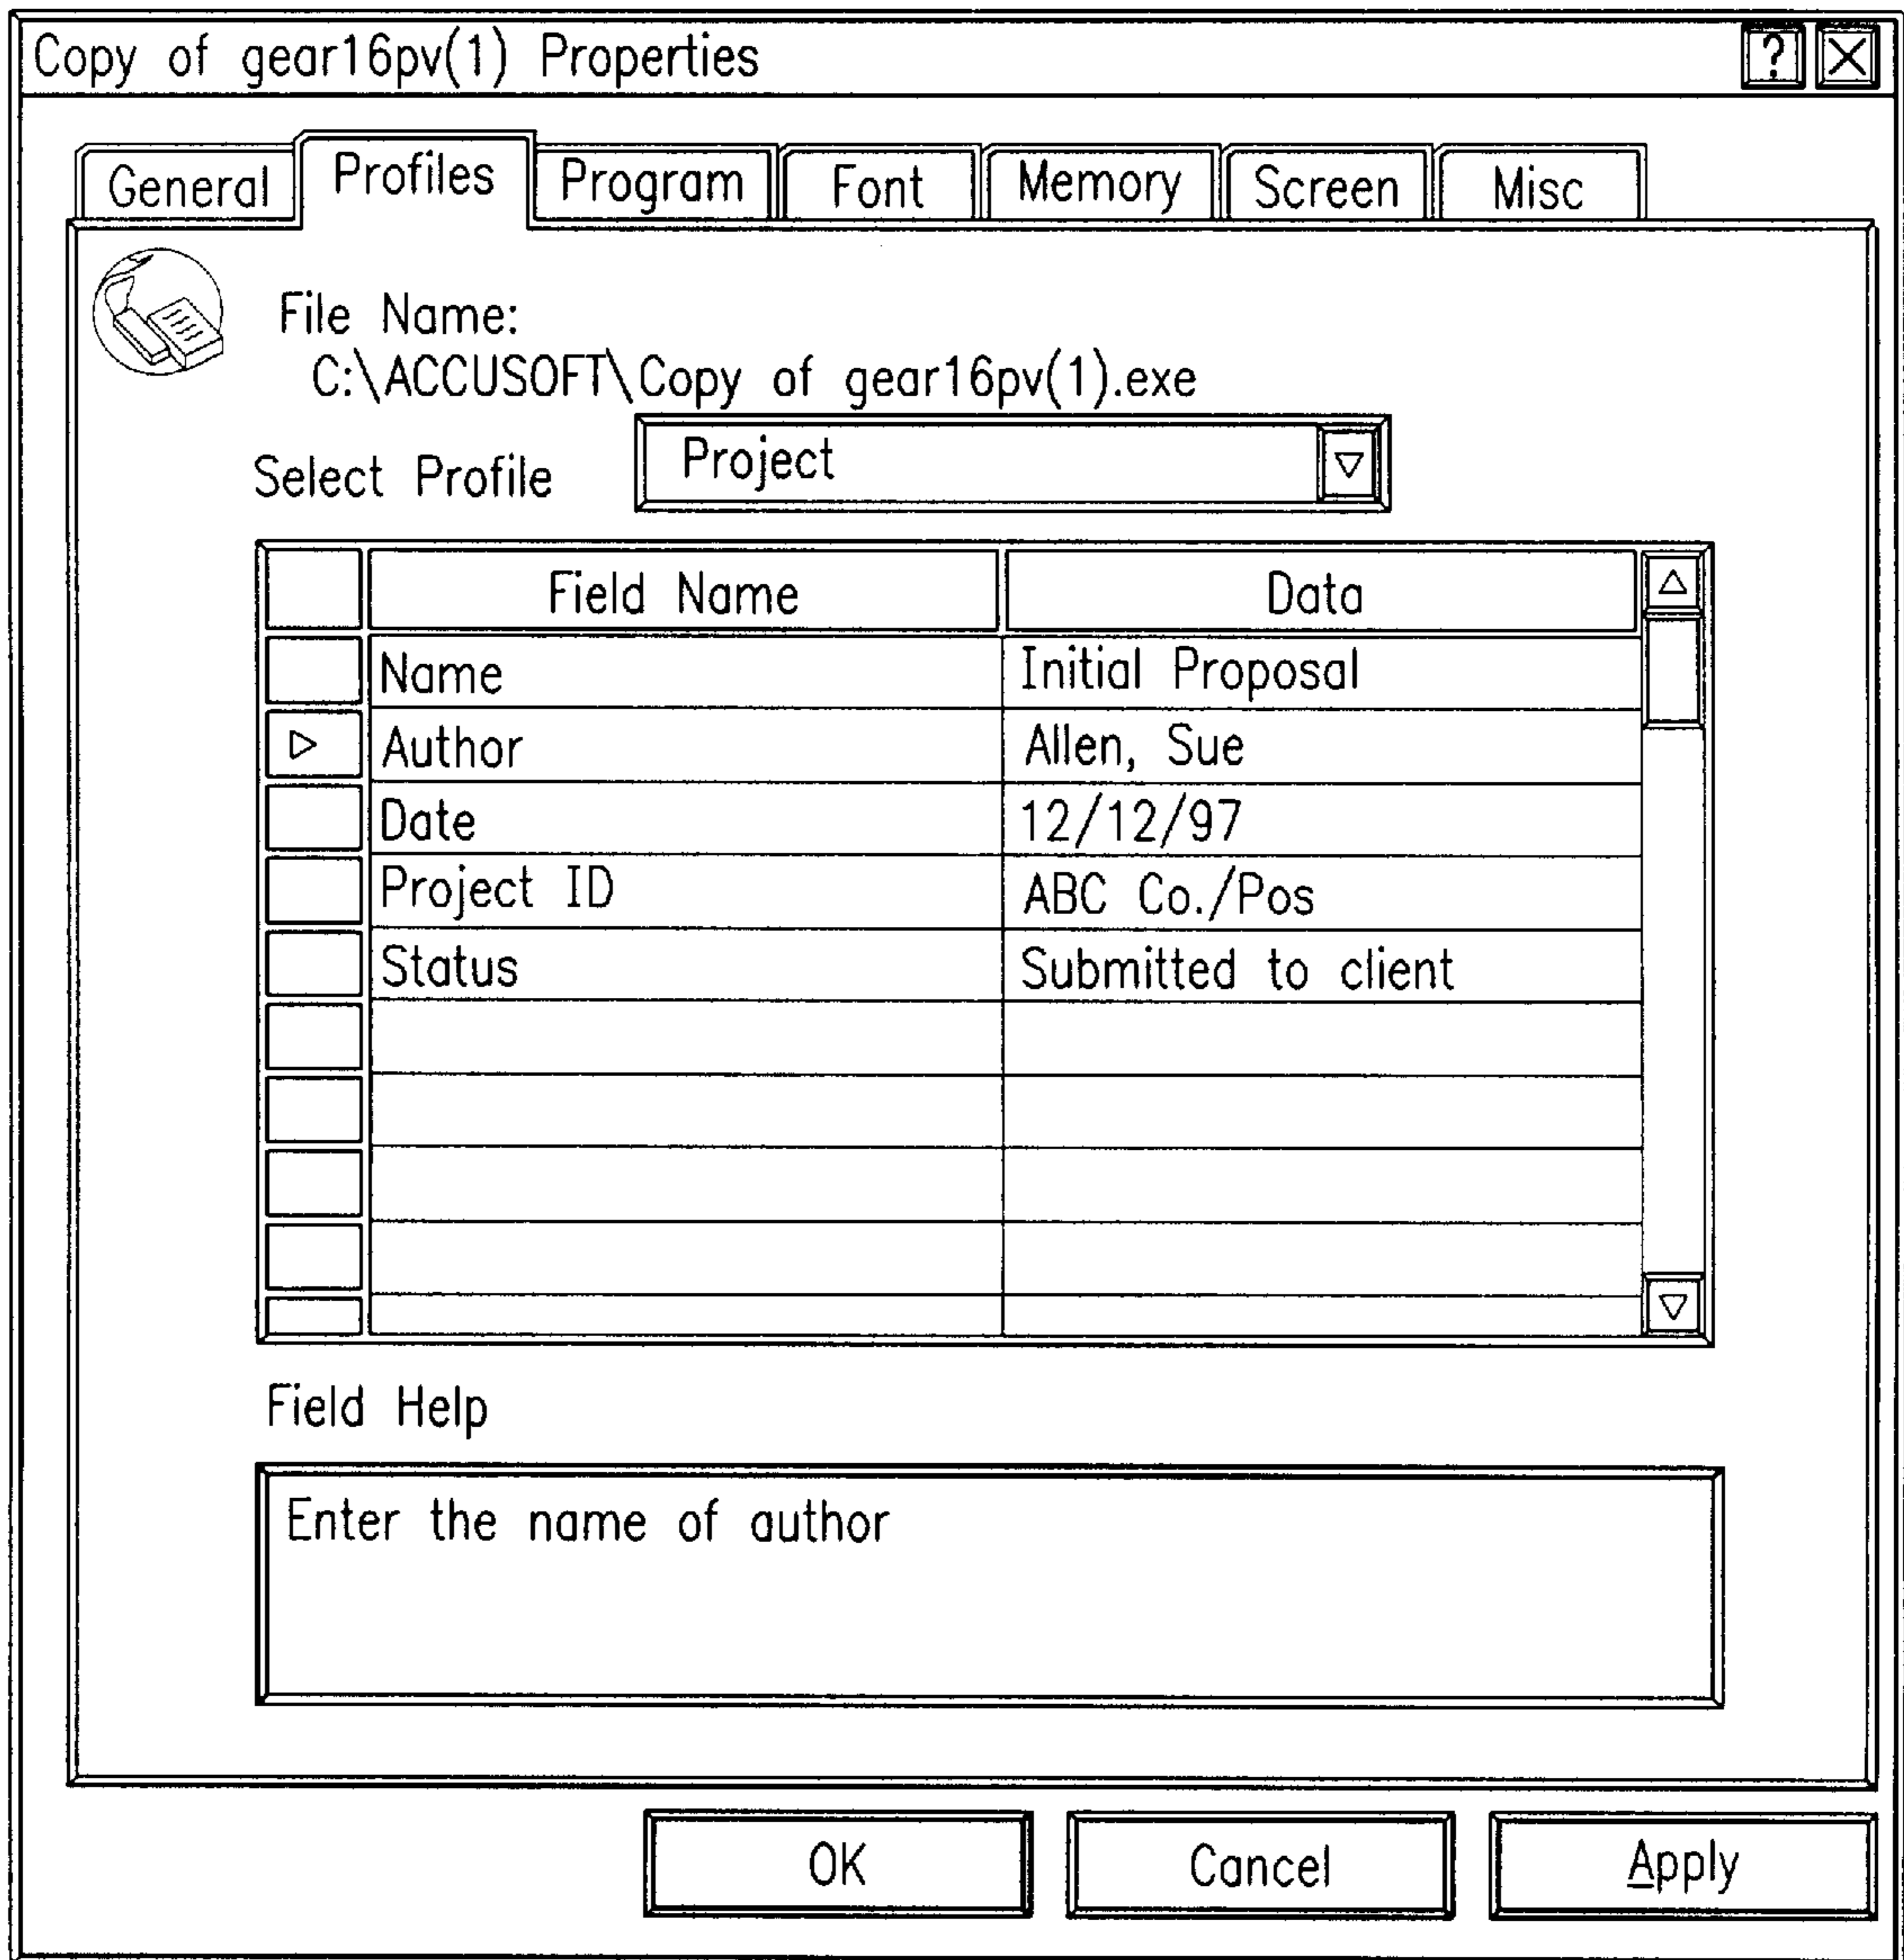 Copy of gear16pv(1) Properties ?
General Profiles Program Font Memory Screen Misc
File Name:
C:\ACCUSOFT\Copy of gear16pv(1).exe
Select Profile Project
Field Name Data
Name Initial Proposal
Author Allen, Sue
Date 12/12/97
Project ID ABC Co./Pos
Status Submitted to client
Field Help
Enter the name of author
OK Cancel Apply